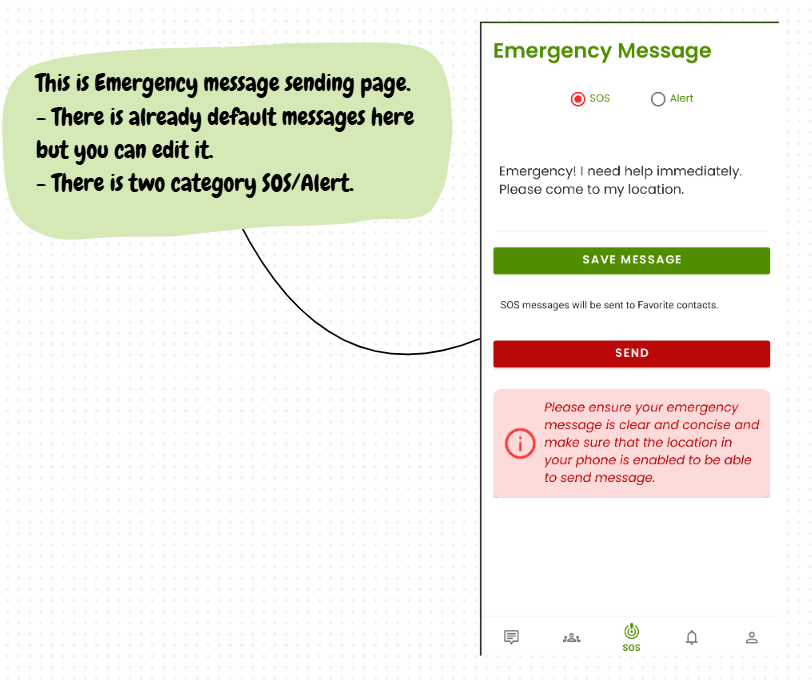 This is Emergency message sending page.
- There is already default messages here
but you can edit it.
- There is two category SOS/Alert.
Emergency Message
SOS
Alert
Emergency! I need help immediately.
Please come to my location.
SAVE MESSAGE
SOS messages will be sent to Favorite contacts.
SEND
Please ensure your emergency
message is clear and concise and
make sure that the location in
your phone is enabled to be able
to send message.
SOS